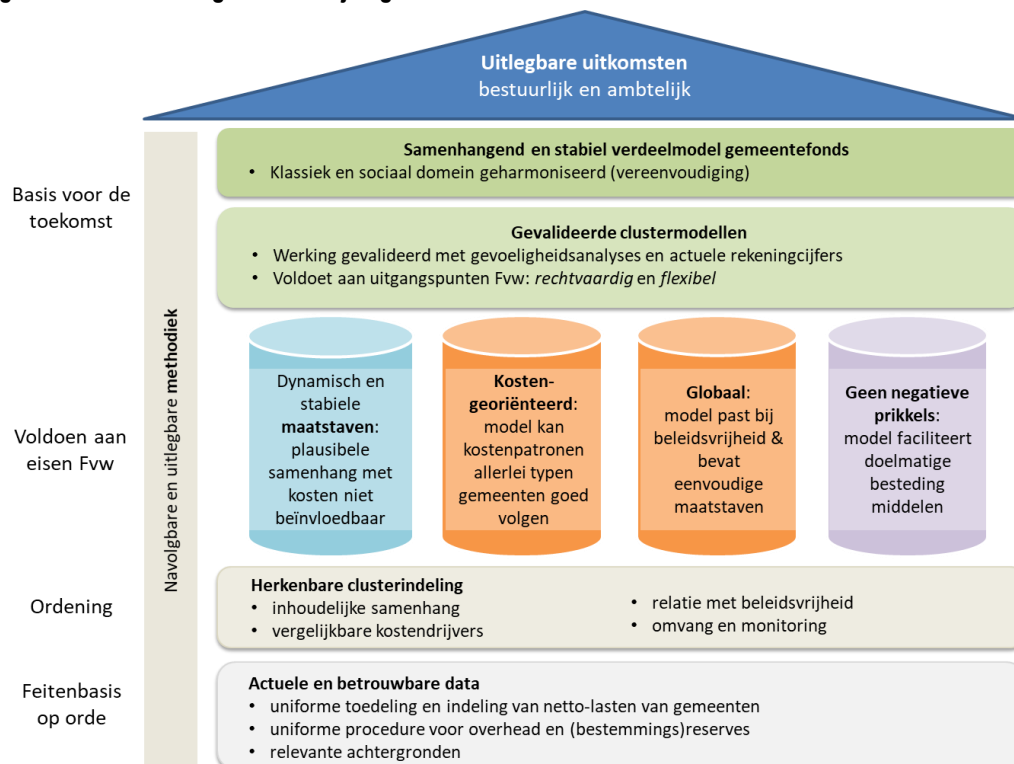 Uitlegbare uitkomsten
bestuurlijk en ambtelijk
Basis voor de
toekomst
Samenhangend en stabiel verdeelmodel gemeentefonds
• Klassiek en sociaal domein geharmoniseerd (vereenvoudiging)
Gevalideerde clustermodellen
• Werking gevalideerd met gevoeligheidsanalyses en actuele rekeningcijfers
• Voldoet aan uitgangspunten Fvw: rechtvaardig en flexibel
Navolgbare en uitlegbare methodiek
Voldoen aan
eisen Fvw
Dynamisch en
stabiele
maatstaven:
plausibele
samenhang met
kosten niet
beïnvloedbaar
Kosten-
georiënteerd:
model kan
kostenpatronen
allerlei typen
gemeenten goed
volgen
Globaal:
model past bij
beleidsvrijheid &
bevat
eenvoudige
maatstaven
Geen negatieve
prikkels:
model faciliteert
doelmatige
besteding
middelen
Ordening
Herkenbare clusterindeling
• inhoudelijke samenhang
• vergelijkbare kostendrijvers
• relatie met beleidsvrijheid
• omvang en monitoring
Feitenbasis
op orde
Actuele en betrouwbare data
• uniforme toedeling en indeling van netto-lasten van gemeenten
• uniforme procedure voor overhead en (bestemmings)reserves
• relevante achtergronden